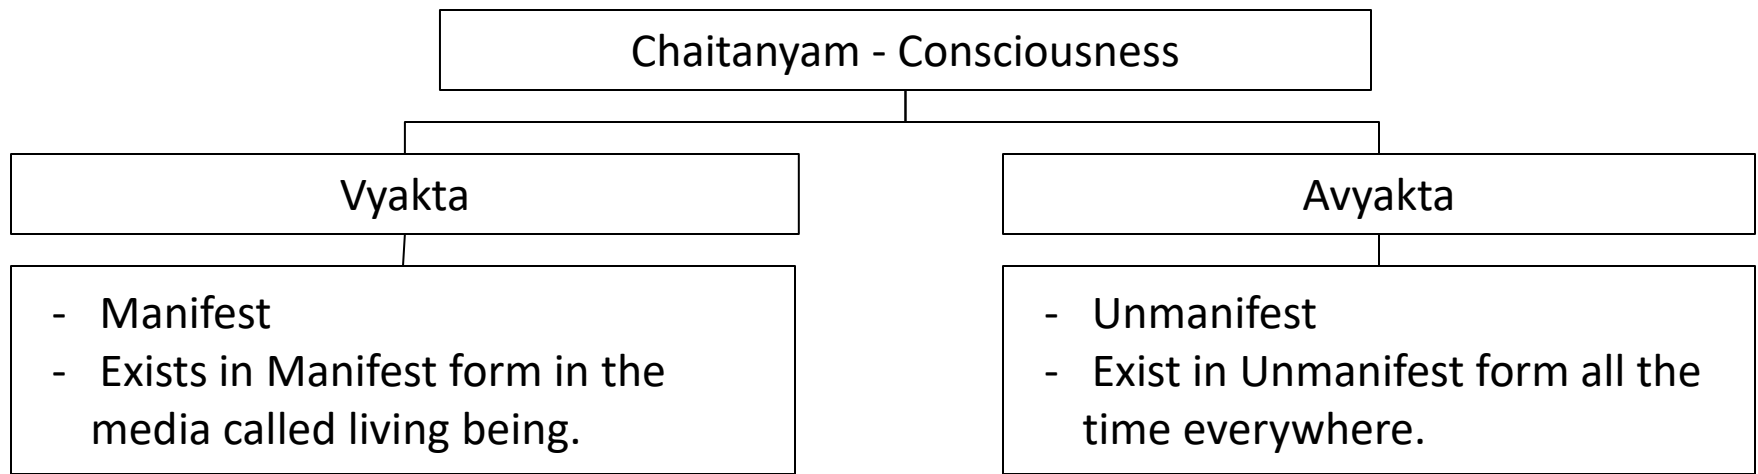 Chaitanyam - Consciousness
Vyakta
Avyakta
- Manifest
- Exists in Manifest form in the
media called living being.
- Unmanifest
- Exist in Unmanifest form all the
time everywhere.